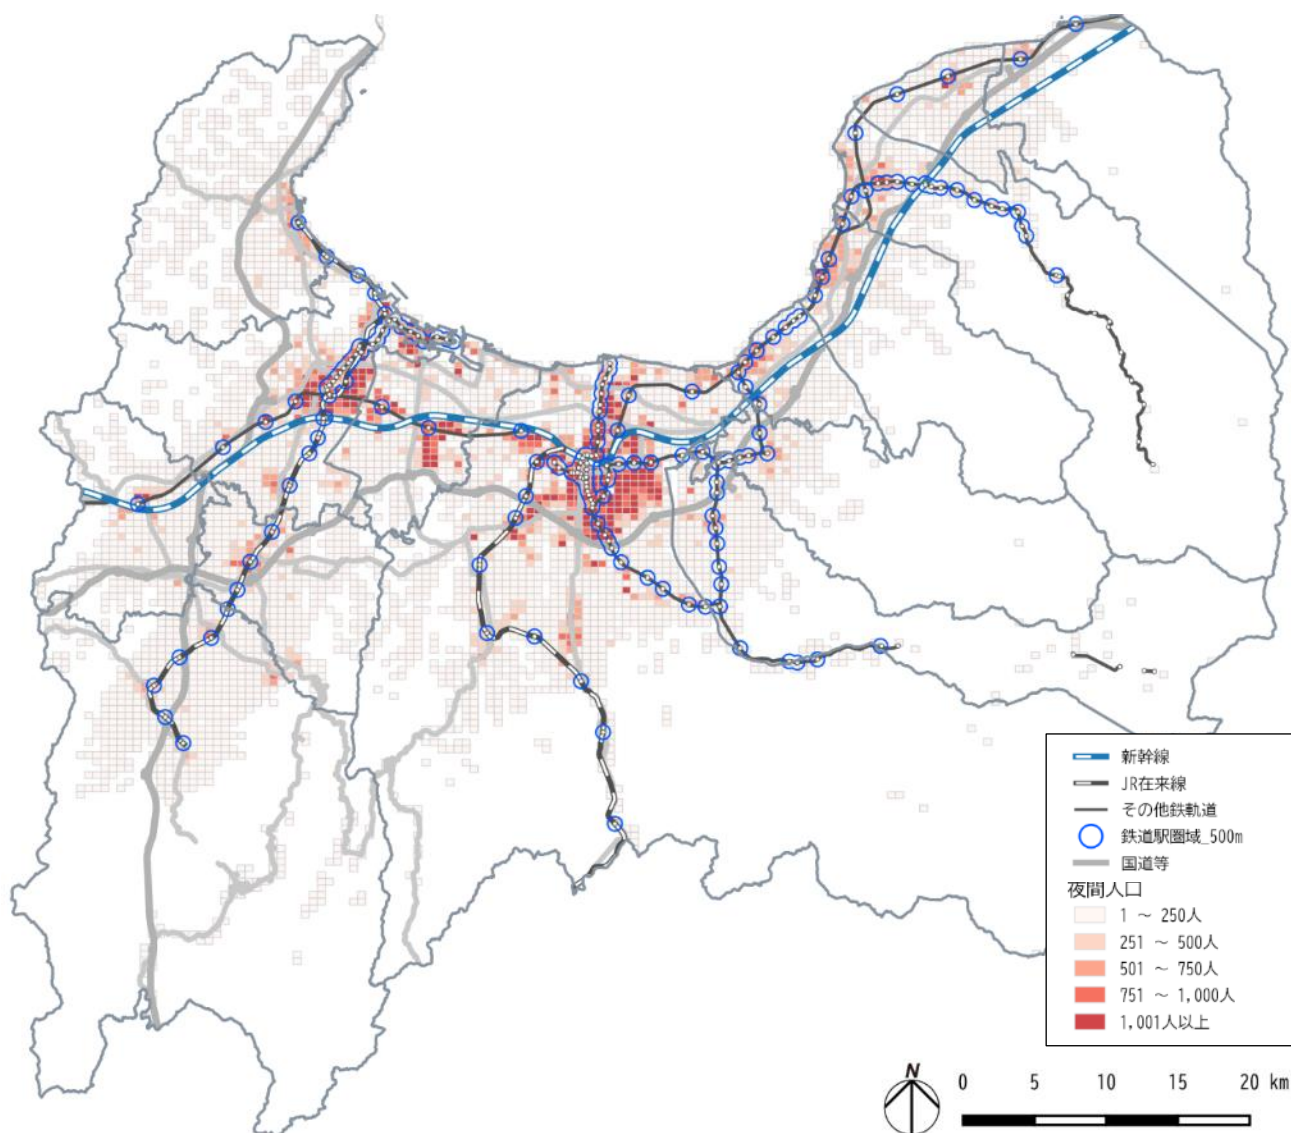 新幹線
JR在来線
その他鉄軌道
鉄道駅圏域_500m
国道等
夜間人口
1 ～ 250人
251 ～ 500人
501 ～ 750人
751 ～ 1,000人
1,001人以上
N
0 5 10 15 20 km